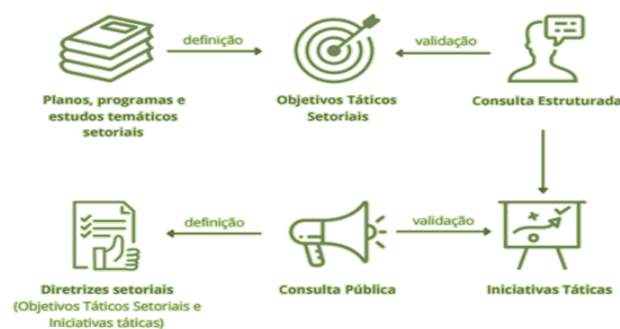 definição
validação
Planos, programas e
estudos temáticos
setoriais
Objetivos Táticos
Setoriais
Consulta Estruturada
definição
validação
Diretrizes setoriais
(Objetivos Táticos Setoriais e
Iniciativas táticas)
Consulta Pública
Iniciativas Táticas